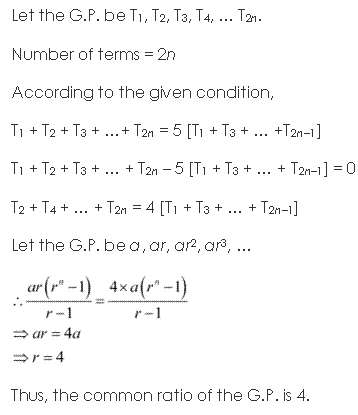 Let the G.P. be T₁, T₂, T₃, T₄, ... T₂ₙ.
Number of terms = 2n
According to the given condition,
T₁ + T₂ + T₃ + ...+ T₂ₙ = 5 [T₁ + T₃ + ... +T₂ₙ₋₁]
T₁ + T₂ + T₃ + ... + T₂ₙ – 5 [T₁ + T₃ + ... + T₂ₙ₋₁] = 0
T₂ + T₄ + ... + T₂ₙ = 4 [T₁ + T₃ + ... + T₂ₙ₋₁]
Let the G.P. be a, ar, ar², ar³, ...
∴ ar(rⁿ –1)/r–1 = 4×a(rⁿ –1)/r–1
⇒ ar = 4a
⇒ r = 4
Thus, the common ratio of the G.P. is 4.